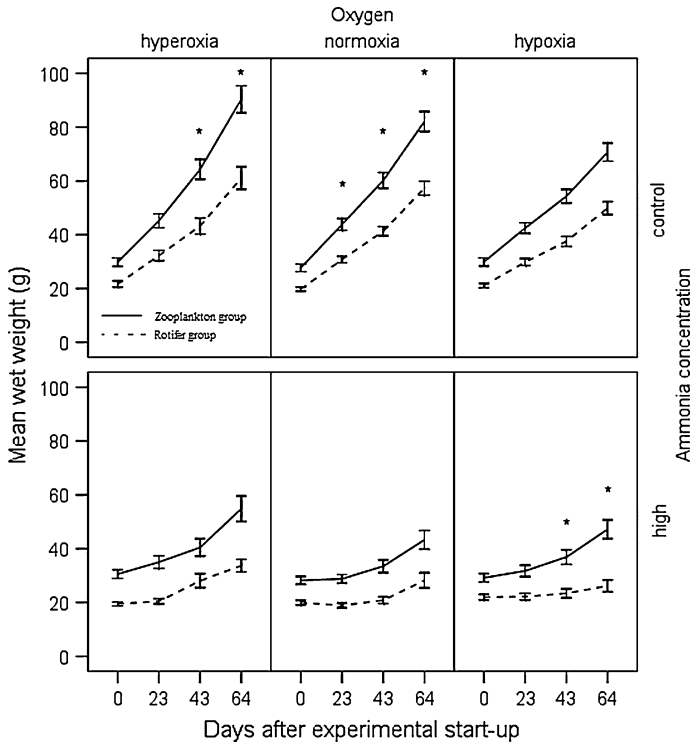 Oxygen
hyperoxia normoxia hypoxia
100
80
60
40
20
0
* *
* * *
Zooplankton group
Rotifer group
control
100
80
60
40
20
0
* *
high
Mean wet weight (g)
Ammonia concentration
0 23 43 64 0 23 43 64 0 23 43 64
Days after experimental start-up